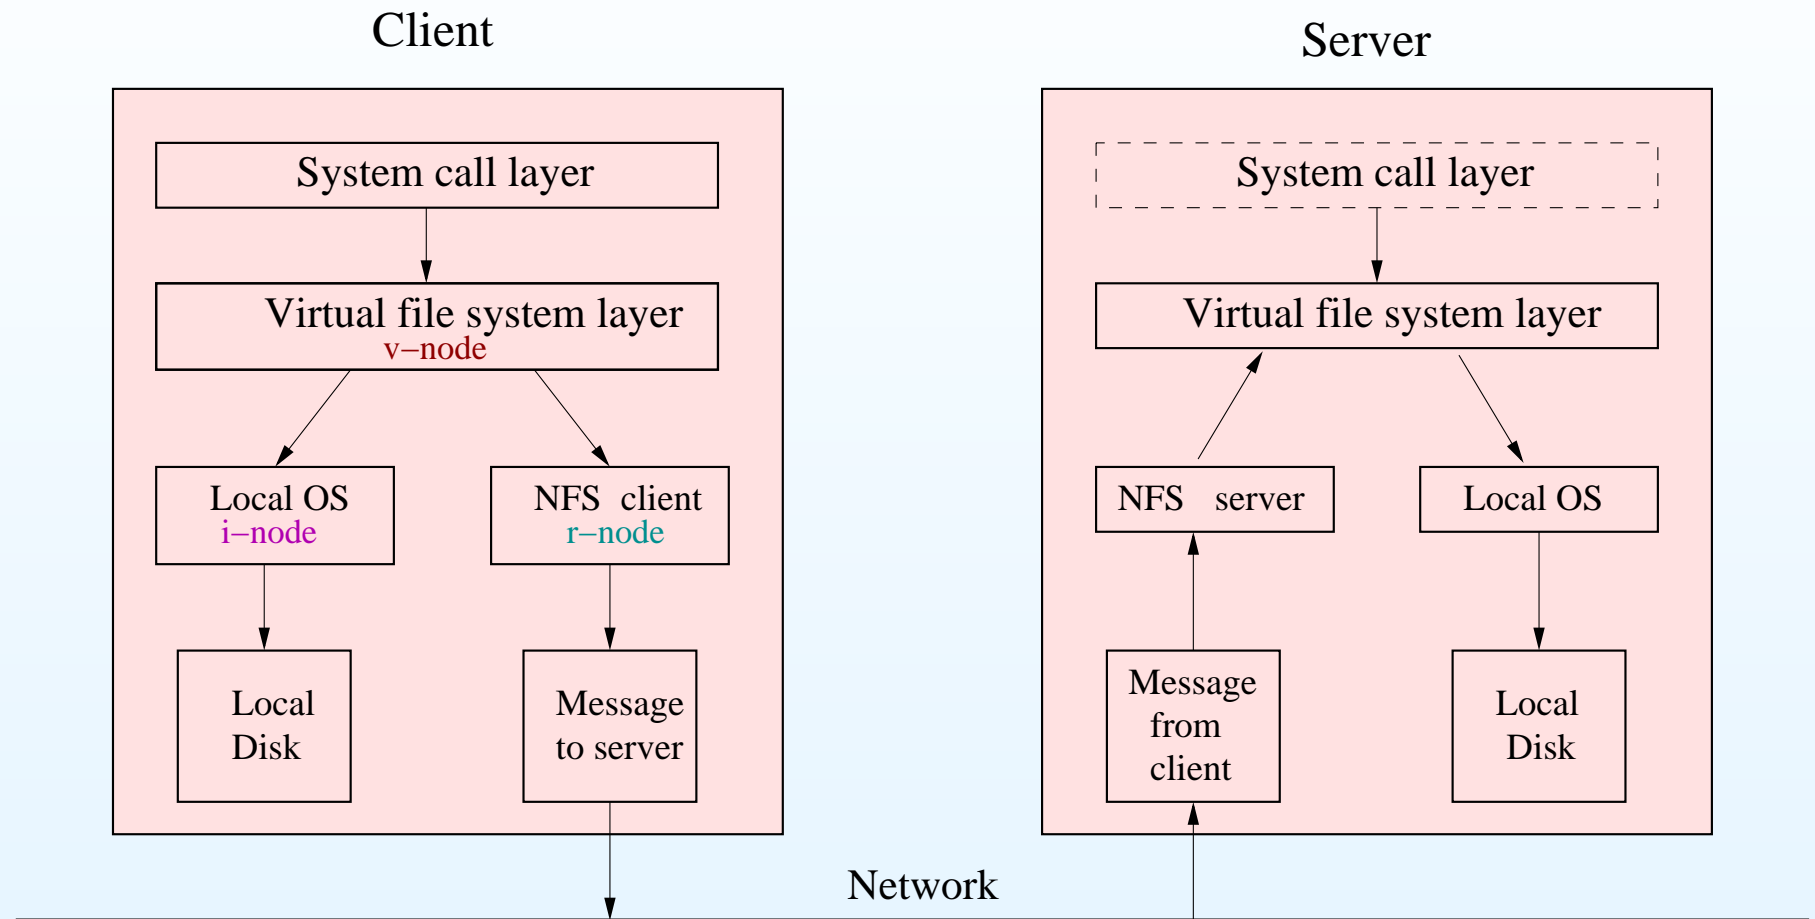 Client
System call layer
Virtual file system layer
v−node
Local OS
i−node
NFS client
r−node
Local
Disk
Message
to server
Server
System call layer
Virtual file system layer
NFS server
Local OS
Message
from
client
Local
Disk
Network